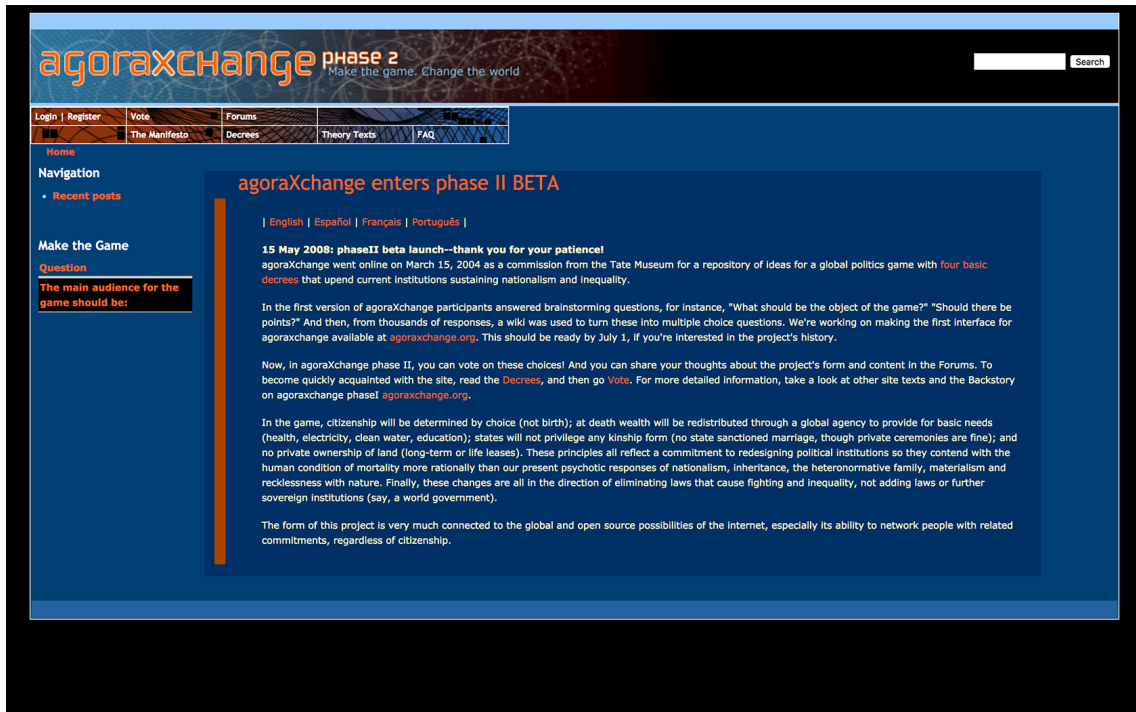 agoraxchange phase 2
Make the game. Change the world
Search
Login | Register
Vote
Forums
The Manifesto
Decrees
Theory Texts
FAQ
Home
Navigation
Recent posts
Make the Game
Question
The main audience for the
game should be:
agoraXchange enters phase II BETA
| English | Español | Français | Português |
15 May 2008: phaseII beta launch--thank you for your patience!
agoraXchange went online on March 15, 2004 as a commission from the Tate Museum for a repository of ideas for a global politics game with four basic
decrees that upend current institutions sustaining nationalism and inequality.
In the first version of agoraXchange participants answered brainstorming questions, for instance, "What should be the object of the game?" "Should there be
points?" And then, from thousands of responses, a wiki was used to turn these into multiple choice questions. We're working on making the first interface for
agoraxchange available at agoraxchange.org. This should be ready by July 1, if you're interested in the project's history.
Now, in agoraXchange phase II, you can vote on these choices! And you can share your thoughts about the project's form and content in the Forums. To
become quickly acquainted with the site, read the Decrees, and then go Vote. For more detailed information, take a look at other site texts and the Backstory
on agoraxchange phaseI agoraxchange.org.
In the game, citizenship will be determined by choice (not birth); at death wealth will be redistributed through a global agency to provide for basic needs
(health, electricity, clean water, education); states will not privilege any kinship form (no state sanctioned marriage, though private ceremonies are fine); and
no private ownership of land (long-term or life leases). These principles all reflect a commitment to redesigning political institutions so they contend with the
human condition of mortality more rationally than our present psychotic responses of nationalism, inheritance, the heteronormative family, materialism and
recklessness with nature. Finally, these changes are all in the direction of eliminating laws that cause fighting and inequality, not adding laws or further
sovereign institutions (say, a world government).
The form of this project is very much connected to the global and open source possibilities of the internet, especially its ability to network people with related
commitments, regardless of citizenship.